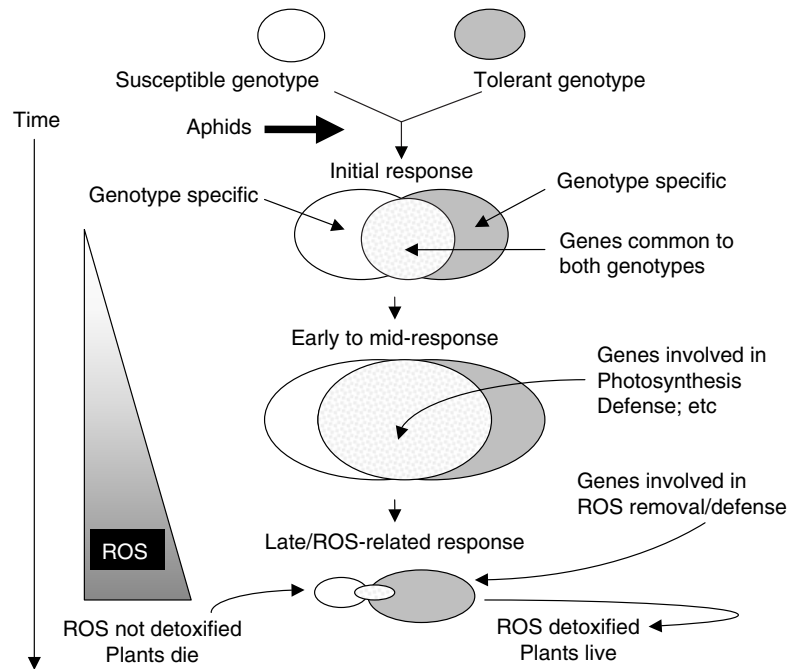 Susceptible genotype
Tolerant genotype
Time
Aphids
Initial response
Genotype specific
Genotype specific
Genes common to
both genotypes
Early to mid-response
Genes involved in
Photosynthesis
Defense; etc
Genes involved in
ROS removal/defense
ROS
Late/ROS-related response
ROS not detoxified
Plants die
ROS detoxified
Plants live